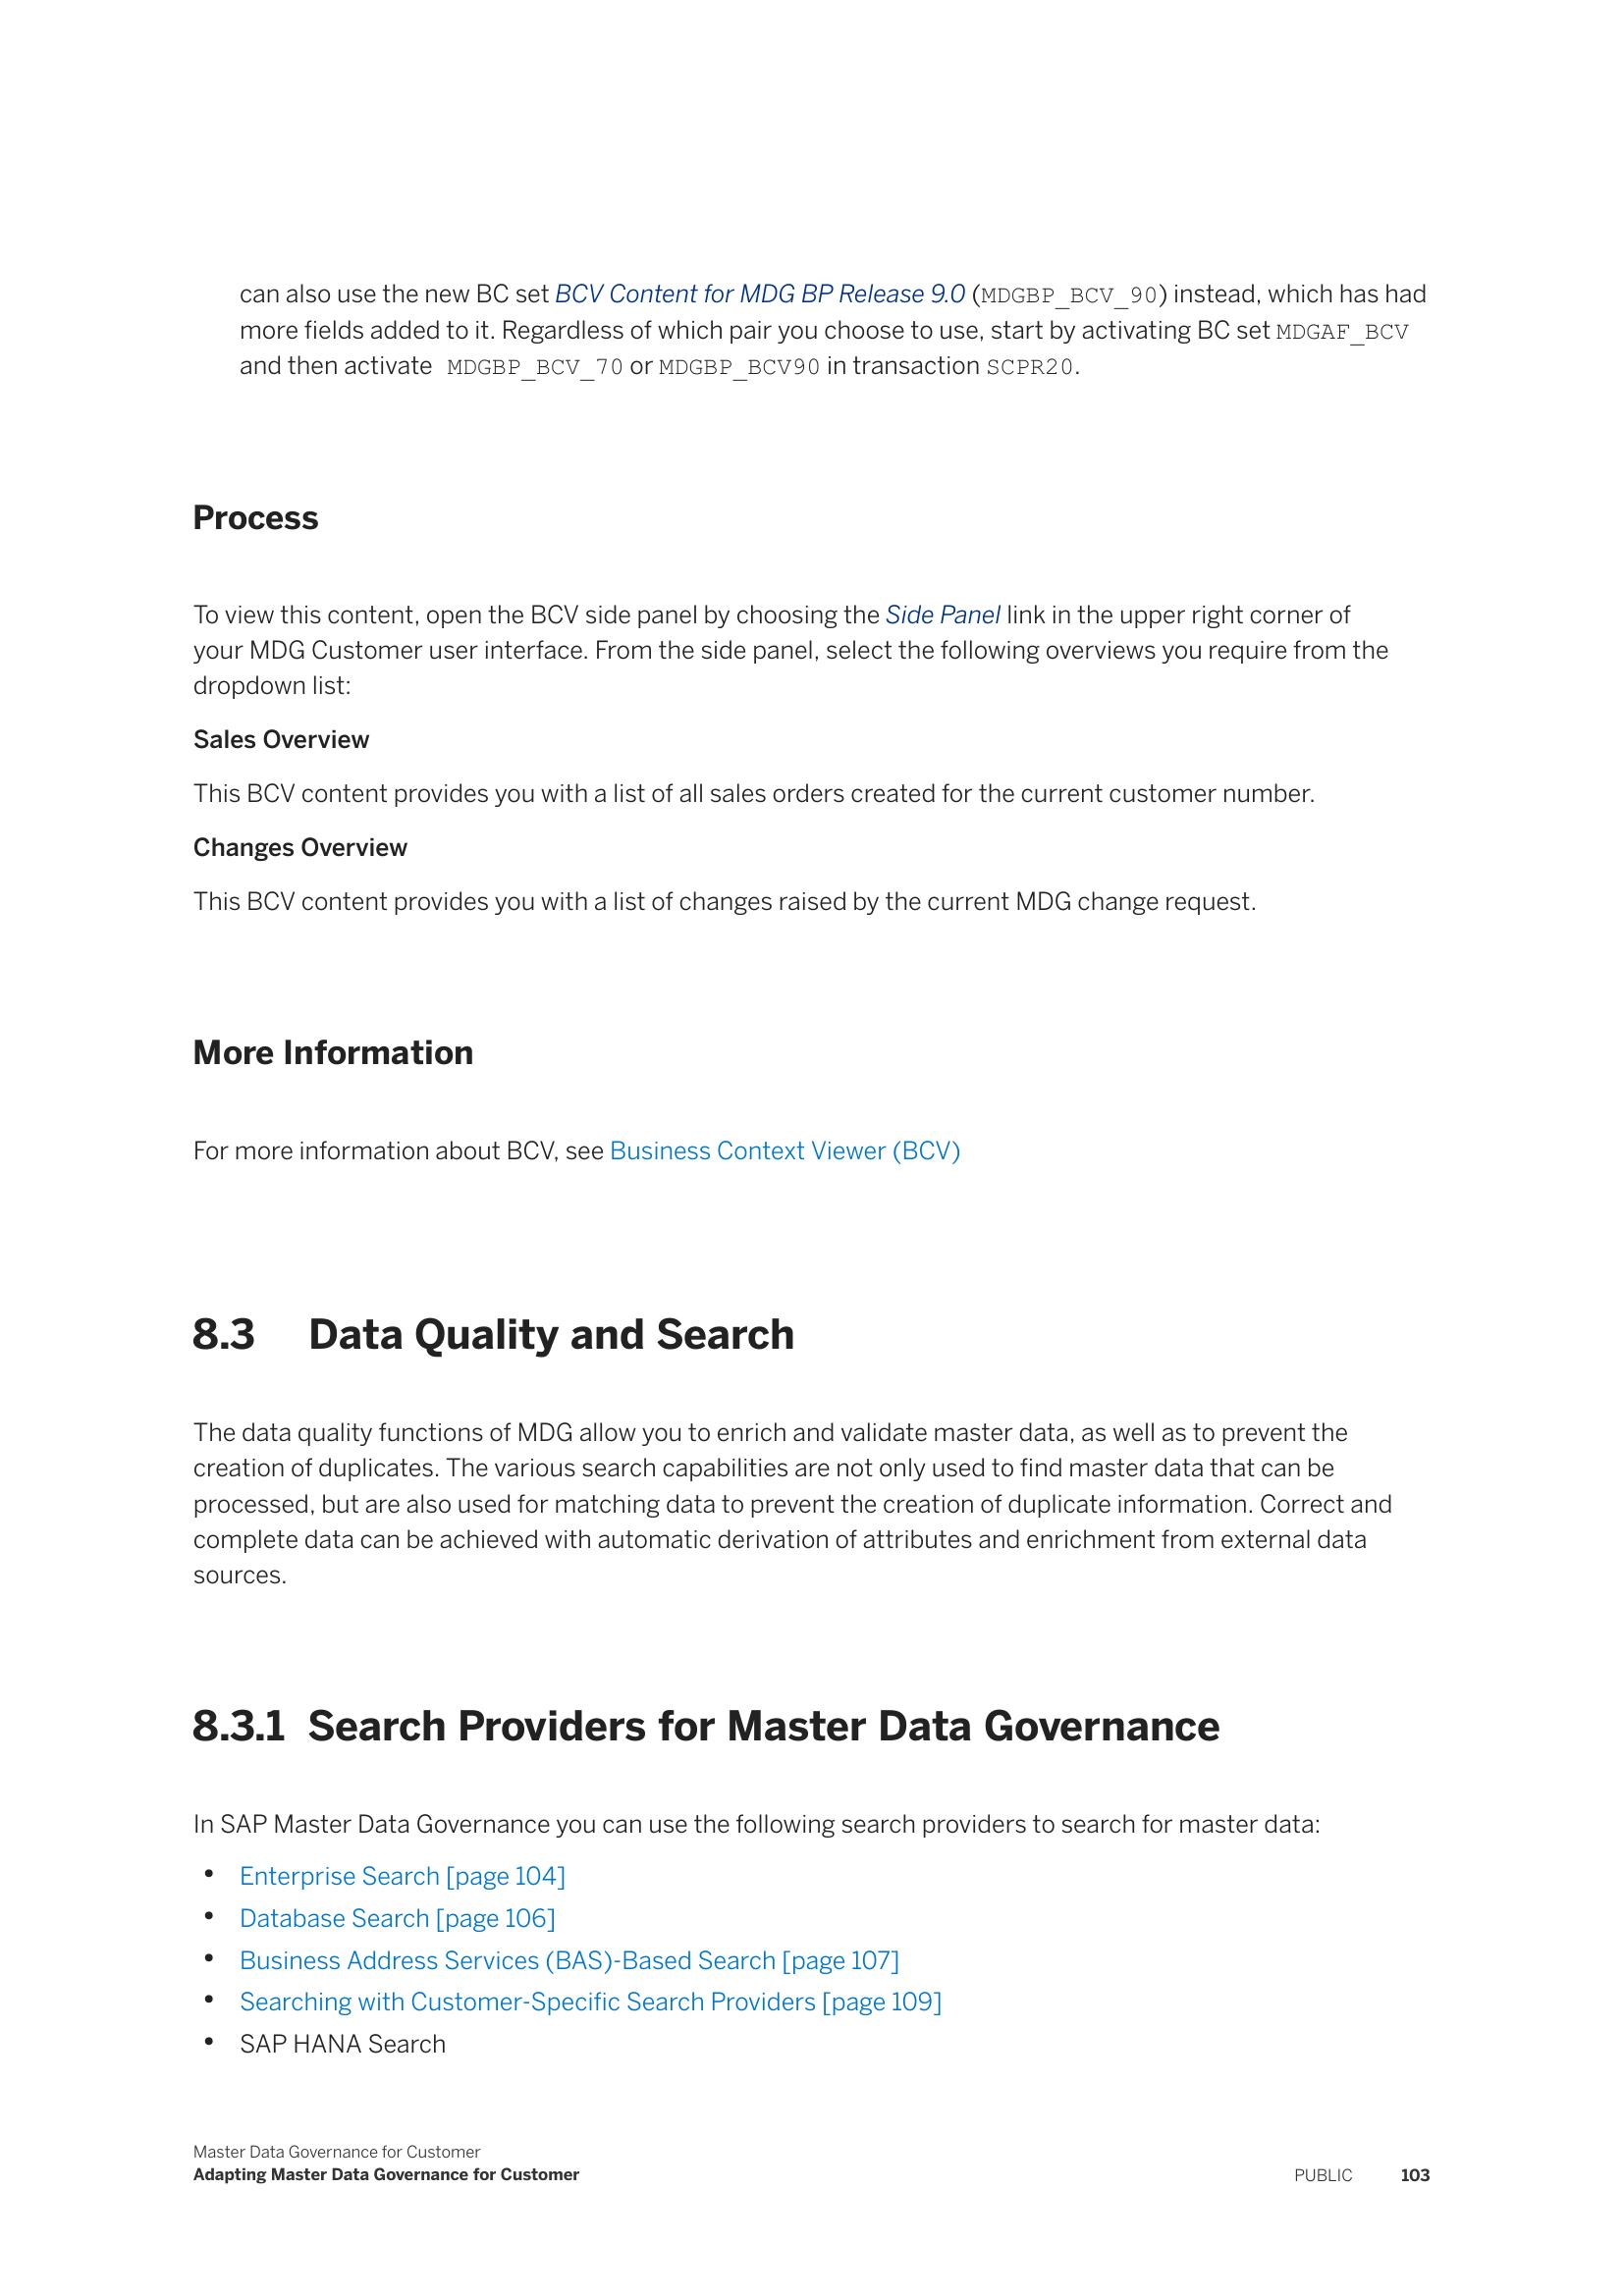 can also use the new BC set BCV Content for MDG BP Release 9.0 (MDGBP_BCV_90) instead, which has had
more fields added to it. Regardless of which pair you choose to use, start by activating BC set MDGAF_BCV
and then activate MDGBP_BCV_70 or MDGBP_BCV90 in transaction SCPR20.
Process
To view this content, open the BCV side panel by choosing the Side Panel link in the upper right corner of
your MDG Customer user interface. From the side panel, select the following overviews you require from the
dropdown list:
Sales Overview
This BCV content provides you with a list of all sales orders created for the current customer number.
Changes Overview
This BCV content provides you with a list of changes raised by the current MDG change request.
More Information
For more information about BCV, see Business Context Viewer (BCV)
8.3 Data Quality and Search
The data quality functions of MDG allow you to enrich and validate master data, as well as to prevent the
creation of duplicates. The various search capabilities are not only used to find master data that can be
processed, but are also used for matching data to prevent the creation of duplicate information. Correct and
complete data can be achieved with automatic derivation of attributes and enrichment from external data
sources.
8.3.1 Search Providers for Master Data Governance
In SAP Master Data Governance you can use the following search providers to search for master data:
• Enterprise Search [page 104]
• Database Search [page 106]
• Business Address Services (BAS)-Based Search [page 107]
• Searching with Customer-Specific Search Providers [page 109]
• SAP HANA Search
Master Data Governance for Customer
Adapting Master Data Governance for Customer
PUBLIC 103